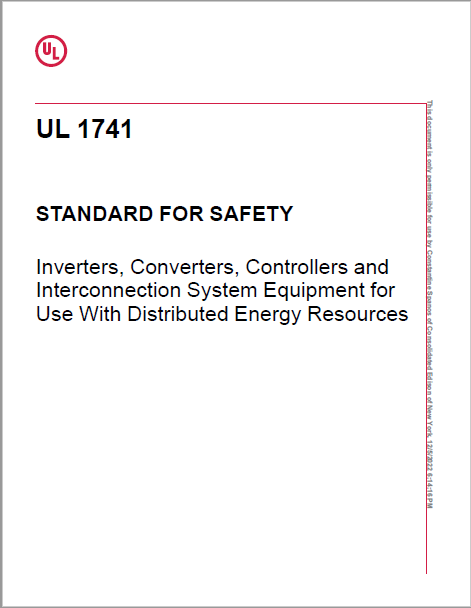 UL
UL 1741
STANDARD FOR SAFETY
Inverters, Converters, Controllers and
Interconnection System Equipment for
Use With Distributed Energy Resources
This document is only permissible for use by Constantine Spanos of Consolidated Edison of New York. 12/5/2022 6:14:16 PM